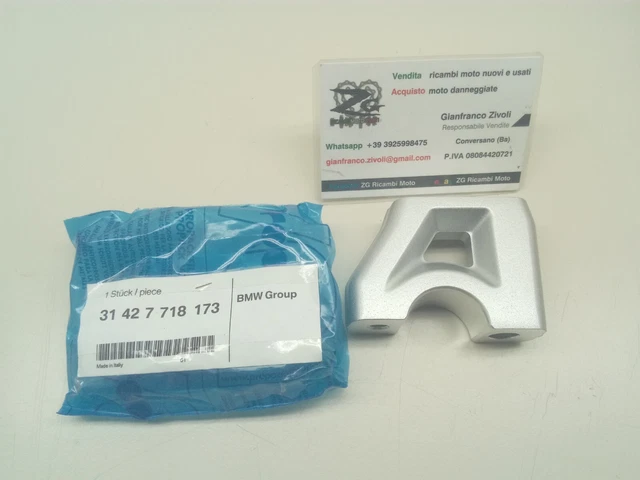 Vendita ricambi moto nuovi e usati
Acquisto moto danneggiate
Gianfranco Zivoli
Responsabile Vendite
Whatsapp +39 3925998475
Conversano (Ba)
gianfranco.zivoli@gmail.com
P.IVA 08084420721
ZG Ricambi Moto
ZG Ricambi Moto
1 Stück / piece
31 42 7 718 173
BMW Group
Made in Italy